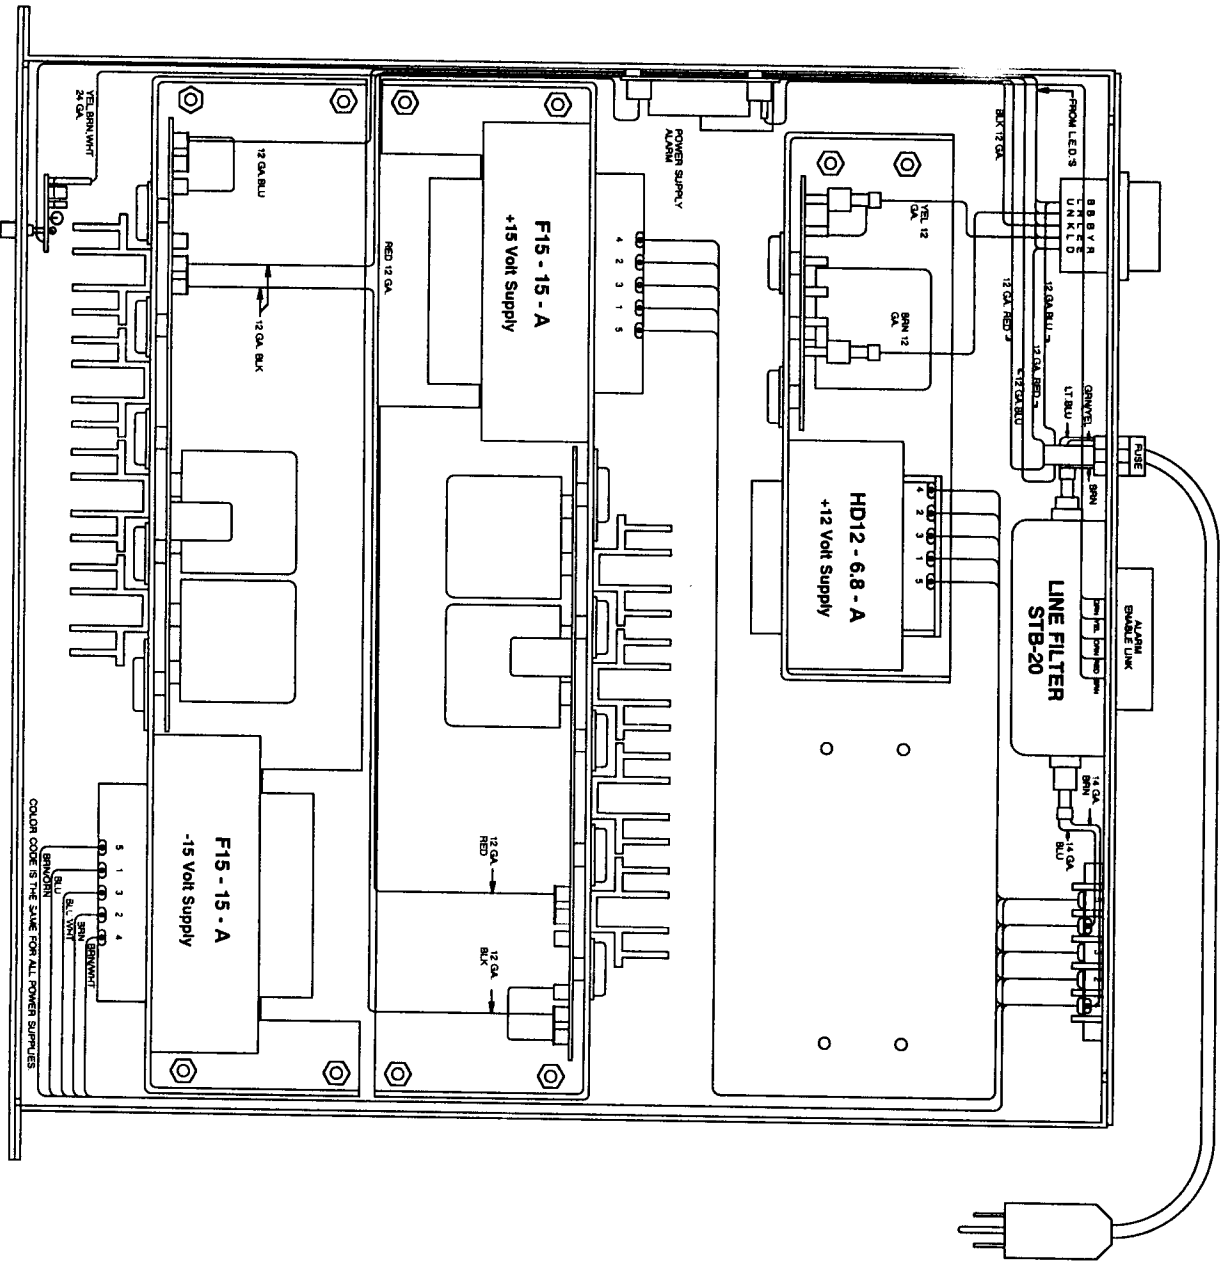 FROM L.E.D.'S
BLK 12 GA.
B B B Y R
L R L E E
U N K L D
YEL BRN/WHT
24 GA.
POWER SUPPLY
ALARM
12 GA BLU
12 GA. BLK
RED 12 GA.
F15 - 15 - A
+15 Volt Supply
4 2 3 1 5
YEL 12
GA.
BRN 12
GA.
12 GA. RED
12 GA BLU
12 GA. RED
12 GA BLU
LT. BLU
GRN/YEL
BRN
FUSE
HD12 - 6.8 - A
+12 Volt Supply
4 2 3 1 5
LINE FILTER
STB-20
ALARM
ENABLE LINK
YEL
RED
14 GA.
BRN
14 GA.
BLU
12 GA.
RED
12 GA.
BLK
F15 - 15 - A
-15 Volt Supply
5 1 3 2 4
BRN/ORN
BLU
BLU WHT
BRN
BRN/WHT
COLOR CODE IS THE SAME FOR ALL POWER SUPPLIES.